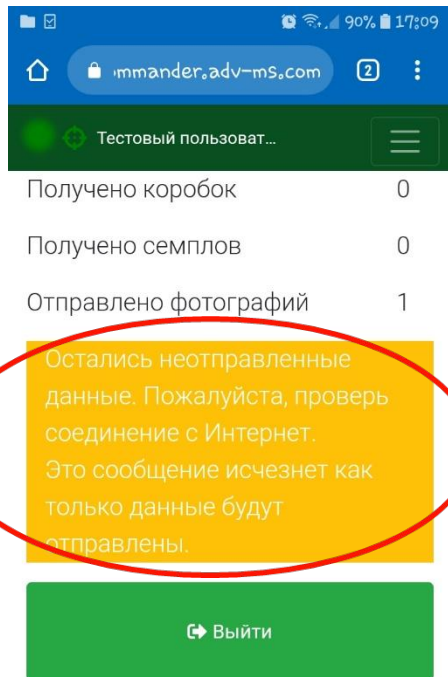 90% 17:09
mmander.adv-ms.com 2
Тестовый пользоват...
Получено коробок 0
Получено семплов 0
Отправлено фотографий 1
Остались неотправленные
данные. Пожалуйста, проверь
соединение с Интернет.
Это сообщение исчезнет как
только данные будут
отправлены.
Выйти